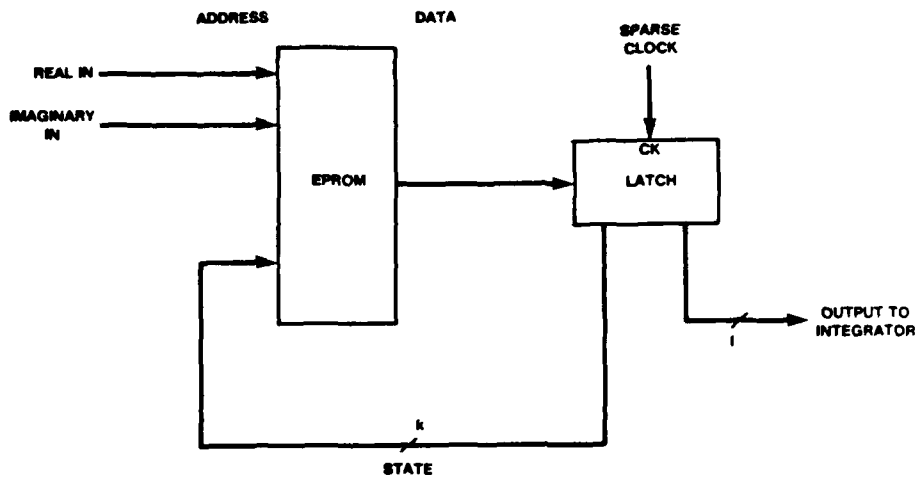 ADDRESS
DATA
SPARSE
CLOCK
REAL IN
IMAGINARY
IN
EPROM
CK
LATCH
OUTPUT TO
INTEGRATOR
l
k
STATE